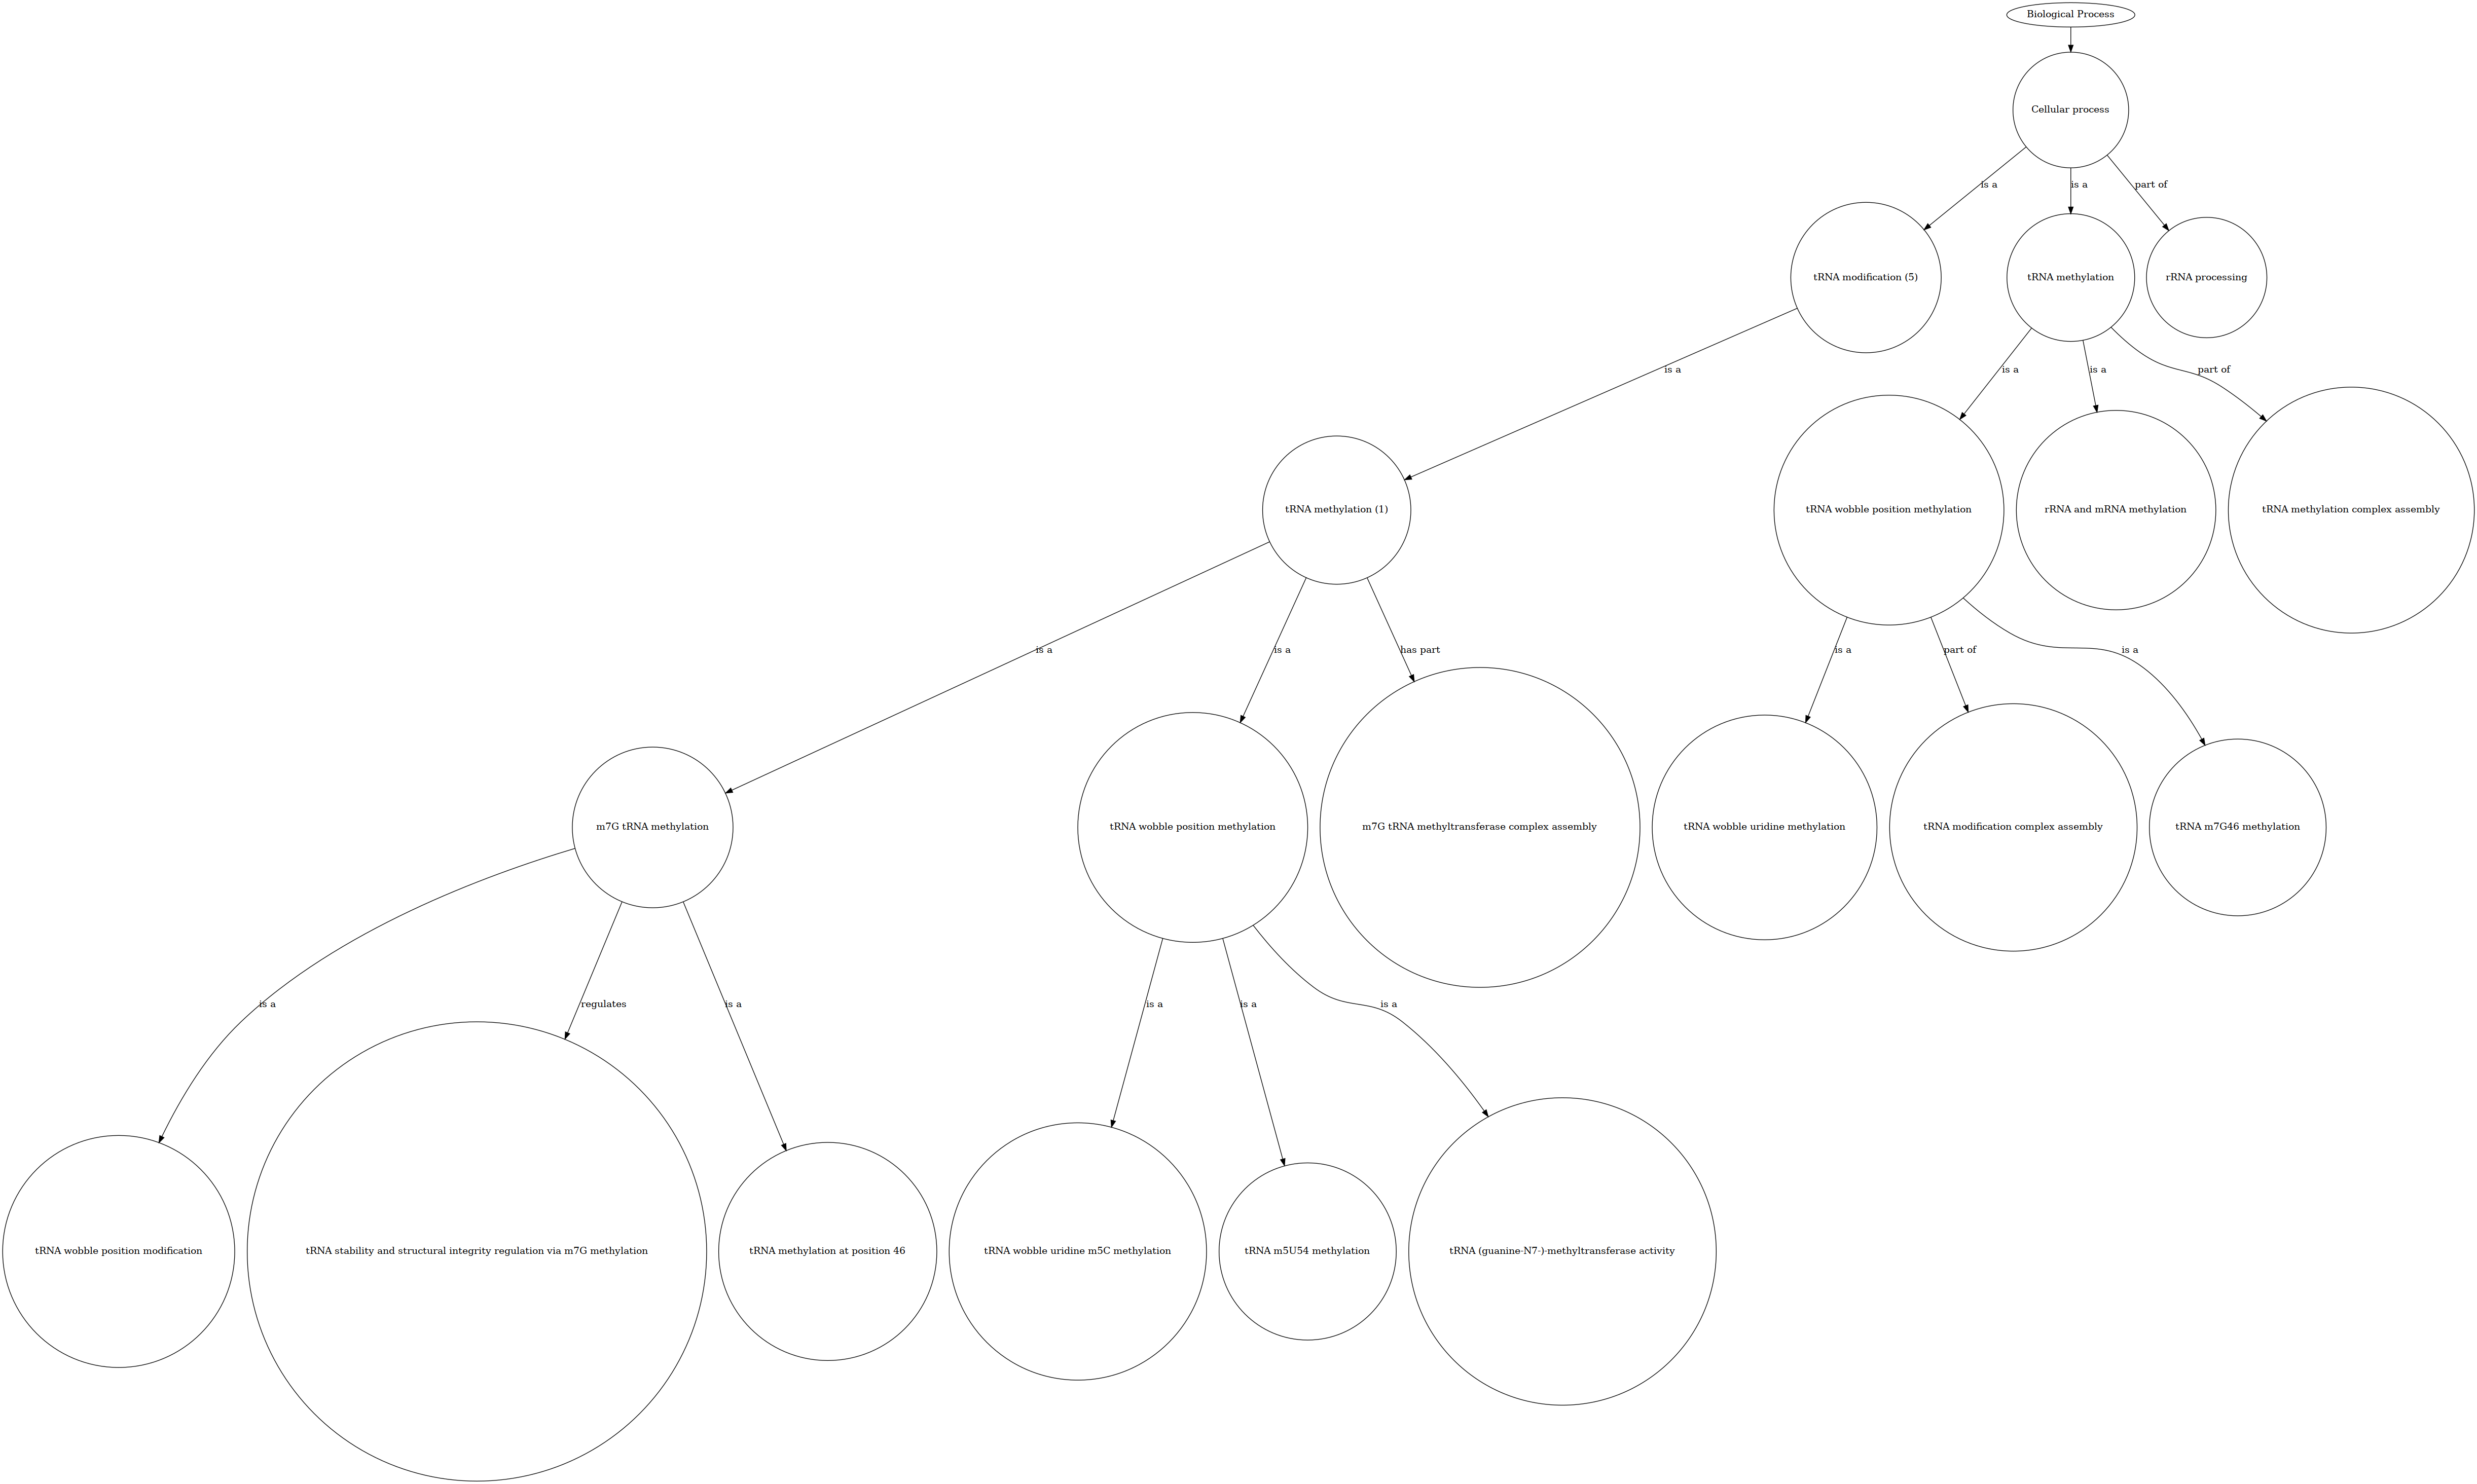 Biological Process
Cellular process
is a
is a
part of
tRNA modification (5)
tRNA methylation
rRNA processing
is a
is a
is a
part of
tRNA methylation (1)
tRNA wobble position methylation
rRNA and mRNA methylation
tRNA methylation complex assembly
is a
is a
has part
is a
part of
is a
m7G tRNA methylation
tRNA wobble position methylation
m7G tRNA methyltransferase complex assembly
tRNA wobble uridine methylation
tRNA modification complex assembly
tRNA m7G46 methylation
is a
regulates
is a
is a
is a
is a
tRNA wobble position modification
tRNA stability and structural integrity regulation via m7G methylation
tRNA methylation at position 46
tRNA wobble uridine m5C methylation
tRNA m5U54 methylation
tRNA (guanine-N7-)-methyltransferase activity